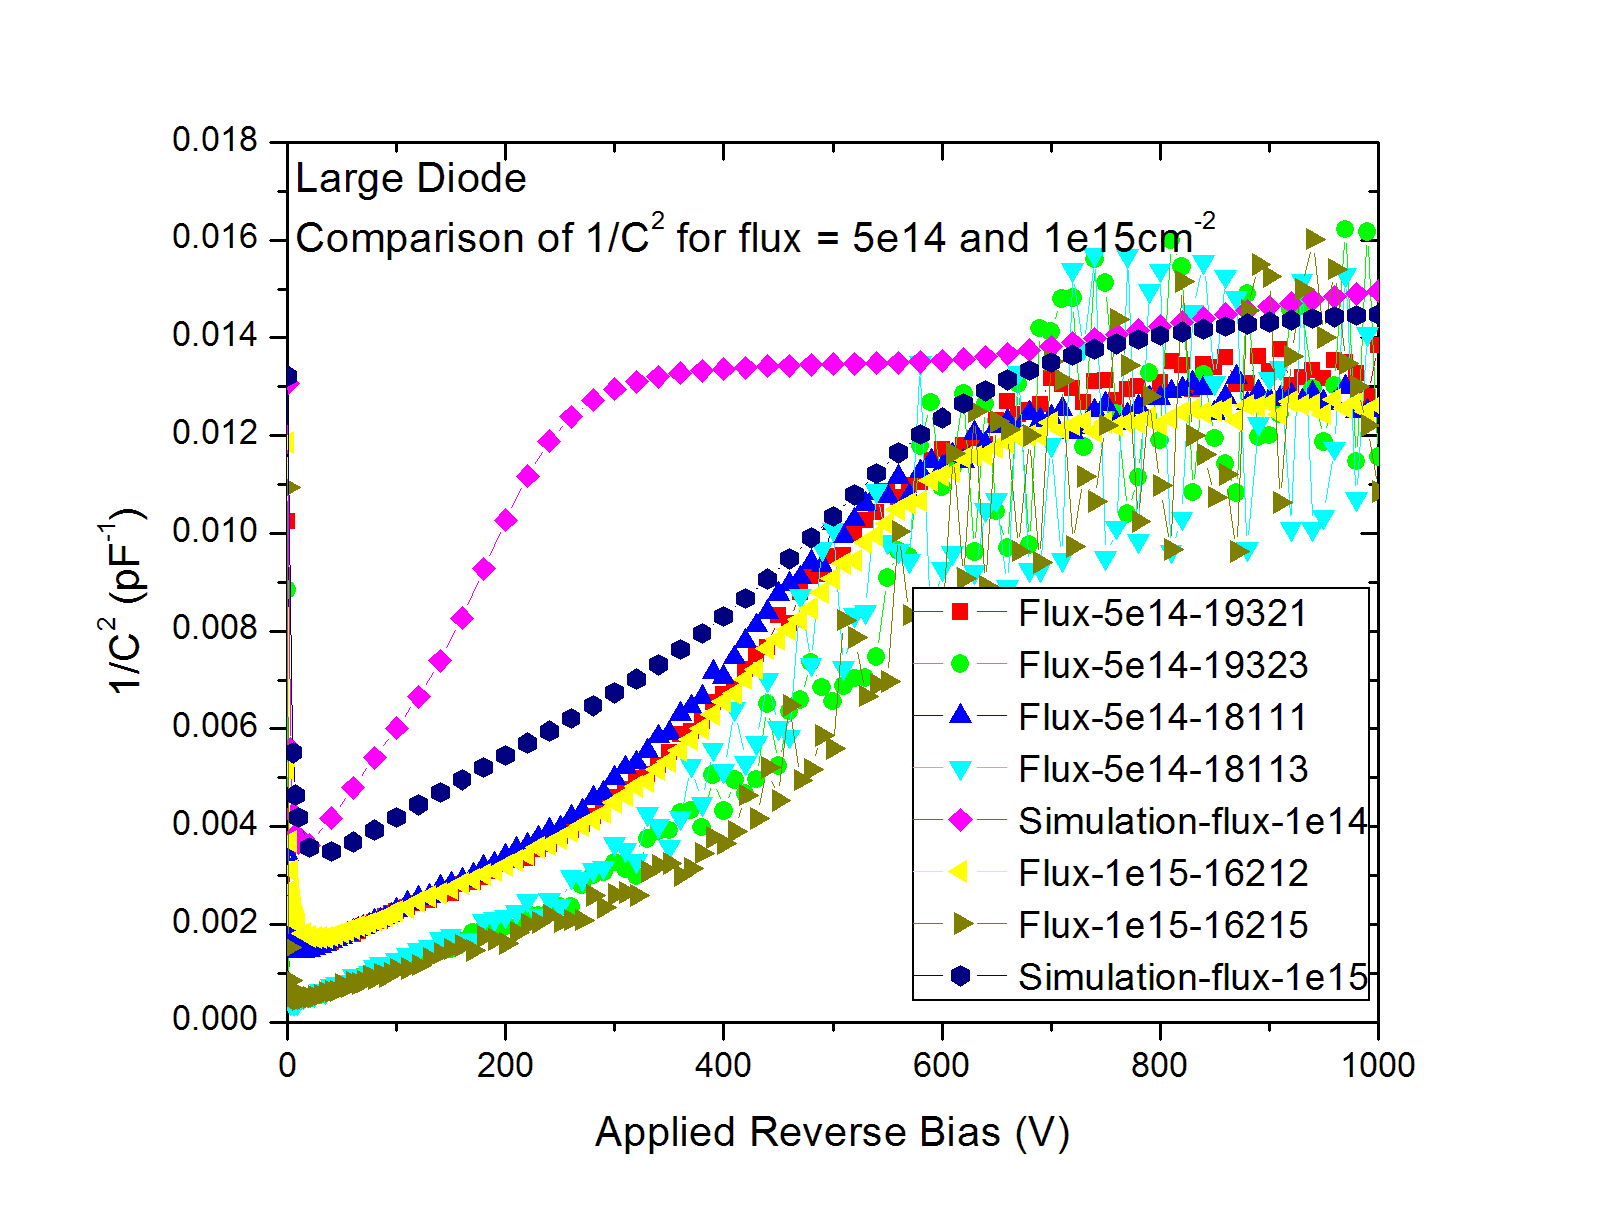 Large Diode
Comparison of 1/C² for flux = 5e14 and 1e15cm⁻²
0.018
0.016
0.014
0.012
0.010
0.008
0.006
0.004
0.002
0.000
1/C² (pF⁻¹)
Flux-5e14-19321
Flux-5e14-19323
Flux-5e14-18111
Flux-5e14-18113
Simulation-flux-1e14
Flux-1e15-16212
Flux-1e15-16215
Simulation-flux-1e15
0 200 400 600 800 1000
Applied Reverse Bias (V)